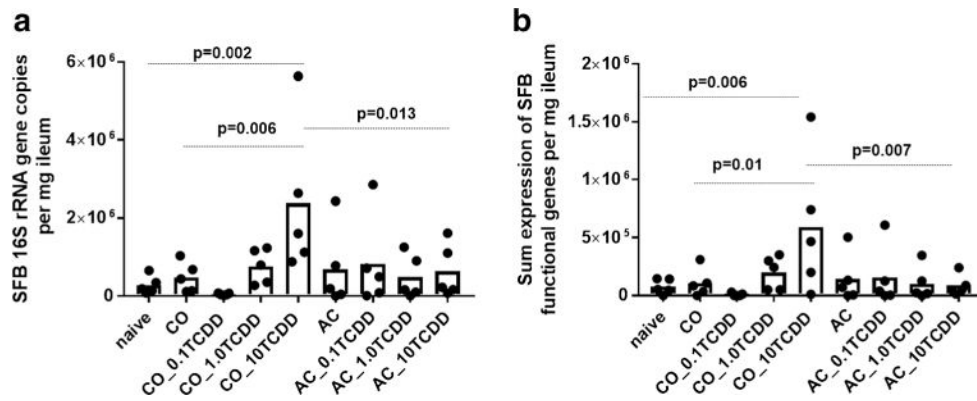 a
SFB 16S rRNA gene copies
per mg ileum
6×10⁶
4×10⁶
2×10⁶
0
p=0.002
p=0.006
p=0.013
naive
CO
CO_0.1TCDD
CO_1.0TCDD
CO_10TCDD
AC
AC_0.1TCDD
AC_1.0TCDD
AC_10TCDD
b
Sum expression of SFB
functional genes per mg ileum
2×10⁶
1.5×10⁶
1×10⁶
5×10⁵
0
p=0.006
p=0.01
p=0.007
naive
CO
CO_0.1TCDD
CO_1.0TCDD
CO_10TCDD
AC
AC_0.1TCDD
AC_1.0TCDD
AC_10TCDD